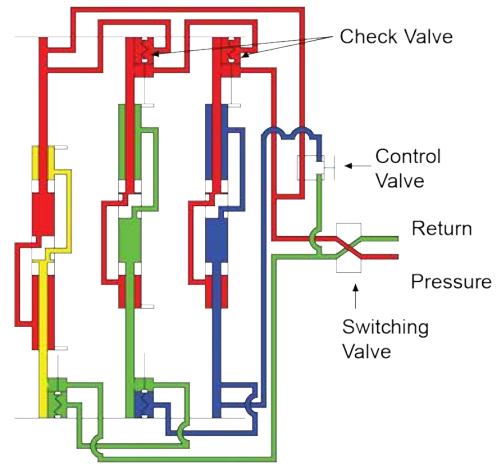 Check Valve
Control
Valve
Return
Pressure
Switching
Valve